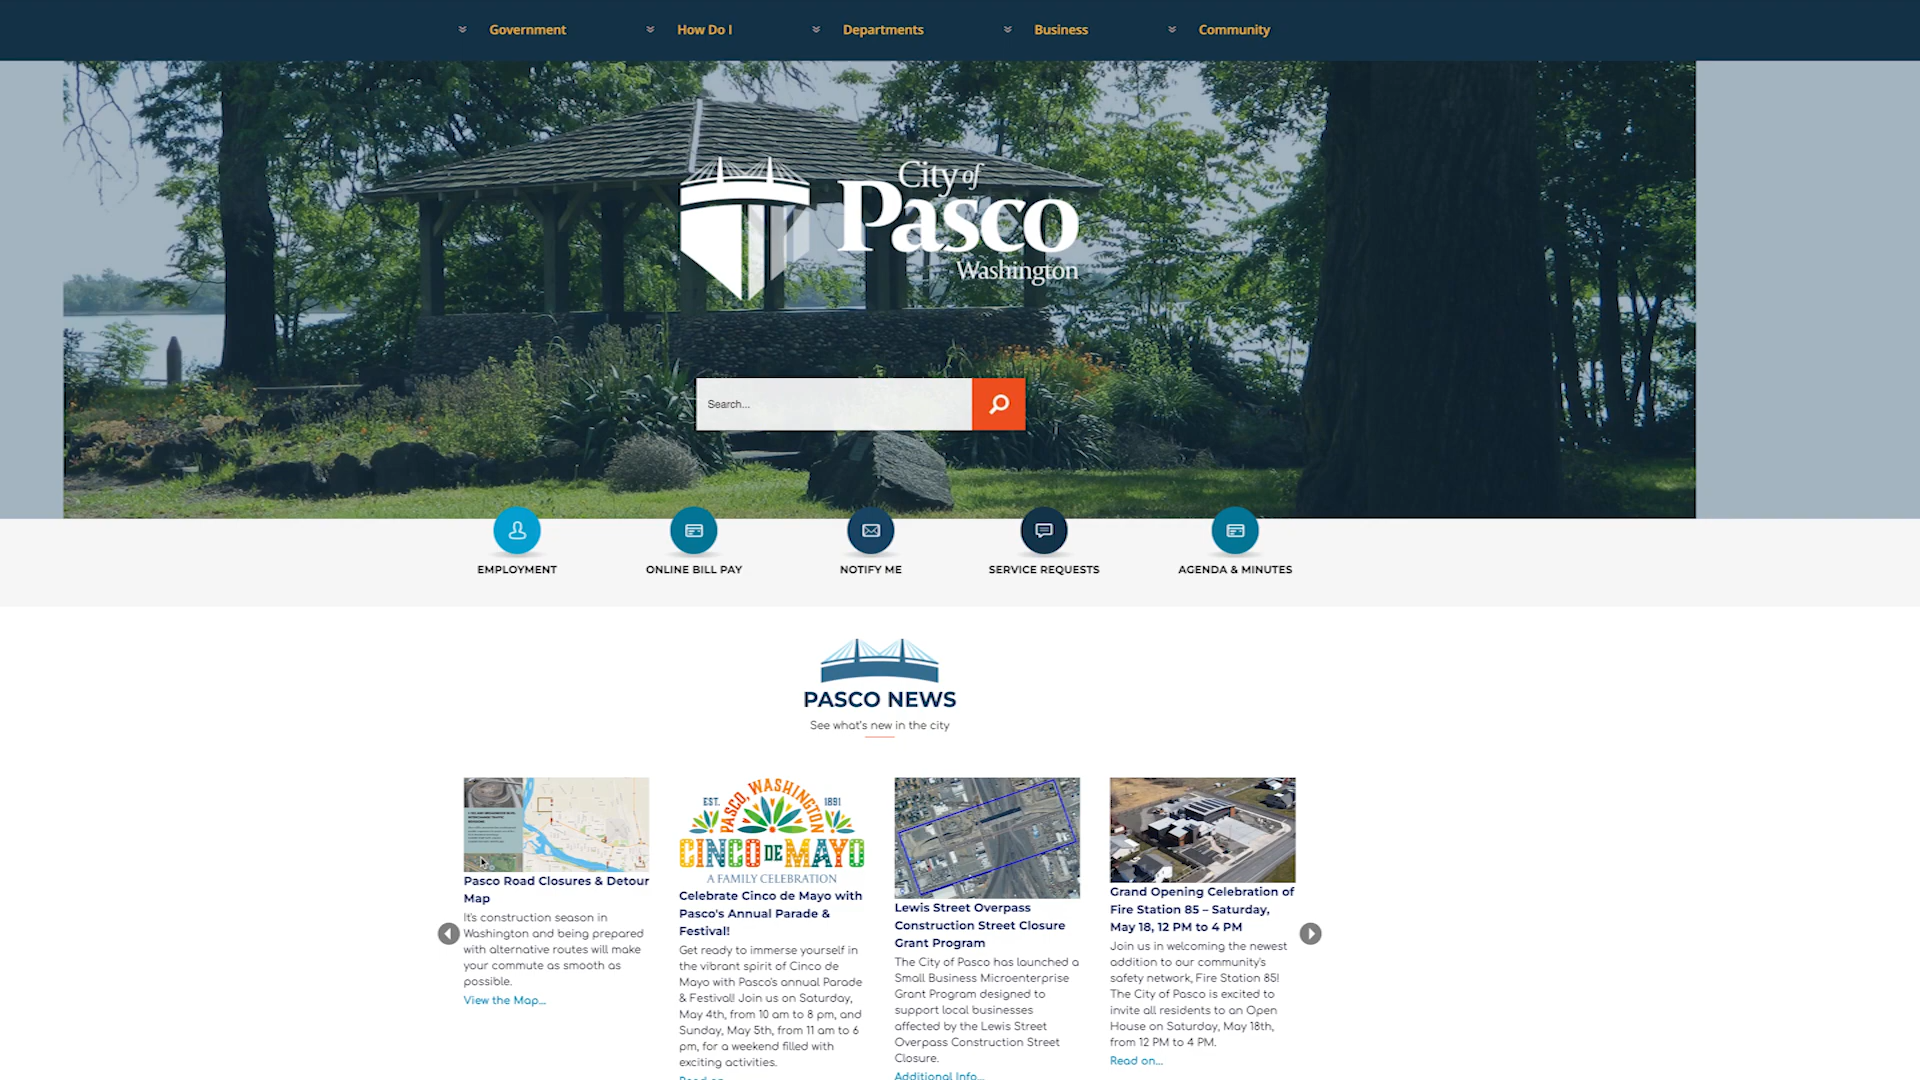 Government
How Do I
Departments
Business
Community
City of
Pasco
Washington
Search...
EMPLOYMENT
ONLINE BILL PAY
NOTIFY ME
SERVICE REQUESTS
AGENDA & MINUTES
PASCO NEWS
See what's new in the city
Pasco Road Closures & Detour
Map
It's construction season in
Washington and being prepared
with alternative routes will make
your commute as smooth as
possible.
View the Map...
EST. PASCO, WASHINGTON 1891
CINCO DE MAYO
A FAMILY CELEBRATION
Celebrate Cinco de Mayo with
Pasco's Annual Parade &
Festival!
Get ready to immerse yourself in
the vibrant spirit of Cinco de
Mayo with Pasco's annual Parade
& Festival! Join us on Saturday,
May 4th, from 10 am to 8 pm, and
Sunday, May 5th, from 11 am to 6
pm, for a weekend filled with
exciting activities.
Read on...
Lewis Street Overpass
Construction Street Closure
Grant Program
The City of Pasco has launched a
Small Business Microenterprise
Grant Program designed to
support local businesses
affected by the Lewis Street
Overpass Construction Street
Closure.
Additional Info...
Grand Opening Celebration of
Fire Station 85 – Saturday,
May 18, 12 PM to 4 PM
Join us in welcoming the newest
addition to our community's
safety network, Fire Station 85!
The City of Pasco is excited to
invite all residents to an Open
House on Saturday, May 18th,
from 12 PM to 4 PM.
Read on...